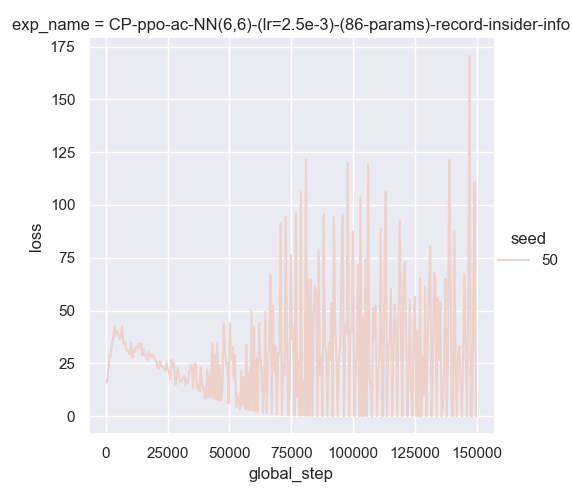 exp_name = CP-ppo-ac-NN(6,6)-(lr=2.5e-3)-(86-params)-record-insider-info
175
150
125
100
75
50
25
0
loss
0 25000 50000 75000 100000 125000 150000
global_step
seed
50